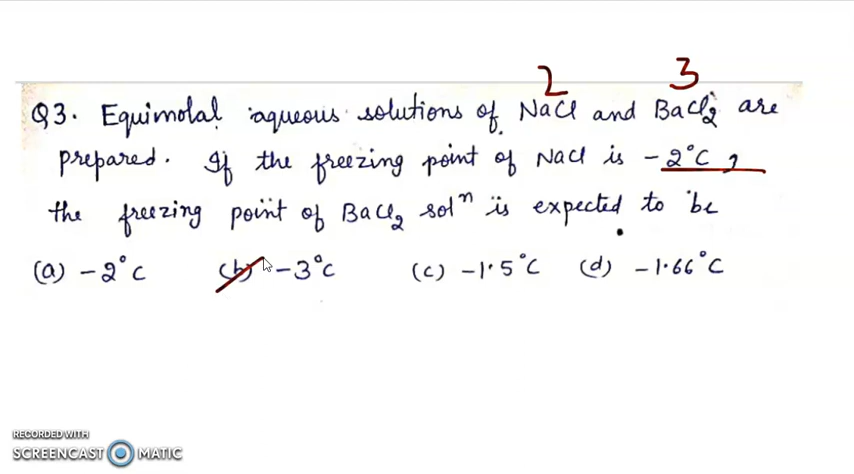 2 3
Q3. Equimolal aqueous solutions of NaCl and BaCl₂ are
prepared. If the freezing point of NaCl is -2°C,
the freezing point of BaCl₂ solⁿ is expected to be
(a) -2°C (b) -3°C (c) -1.5°C (d) -1.66°C
RECORDED WITH
SCREENCAST MATIC